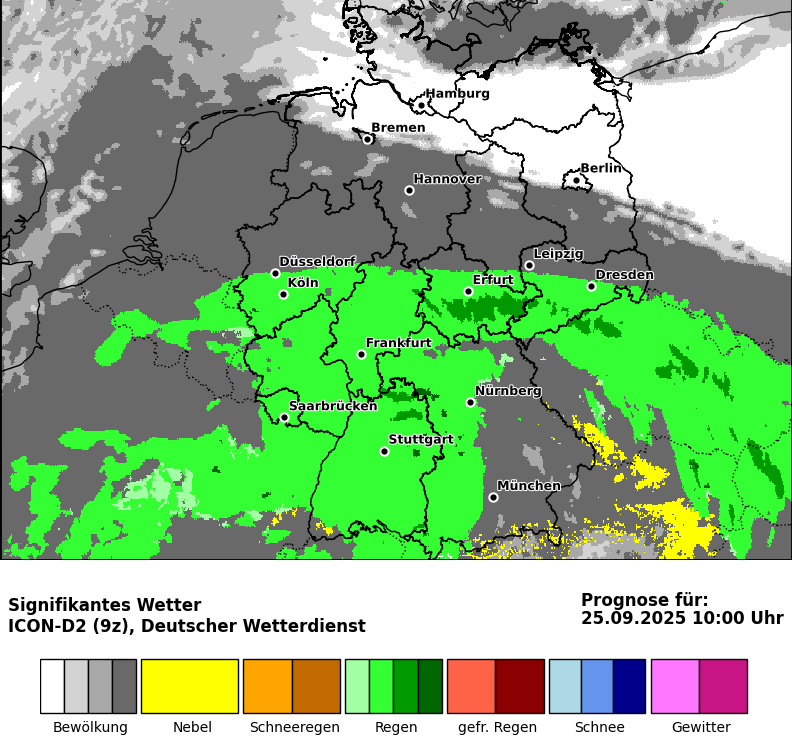 Hamburg
Bremen
Berlin
Hannover
Leipzig
Düsseldorf
Dresden
Köln
Erfurt
Frankfurt
Nürnberg
Saarbrücken
Stuttgart
München
Signifikantes Wetter
ICON-D2 (9z), Deutscher Wetterdienst
Prognose für:
25.09.2025 10:00 Uhr
Bewölkung Nebel Schneeregen Regen gefr. Regen Schnee Gewitter